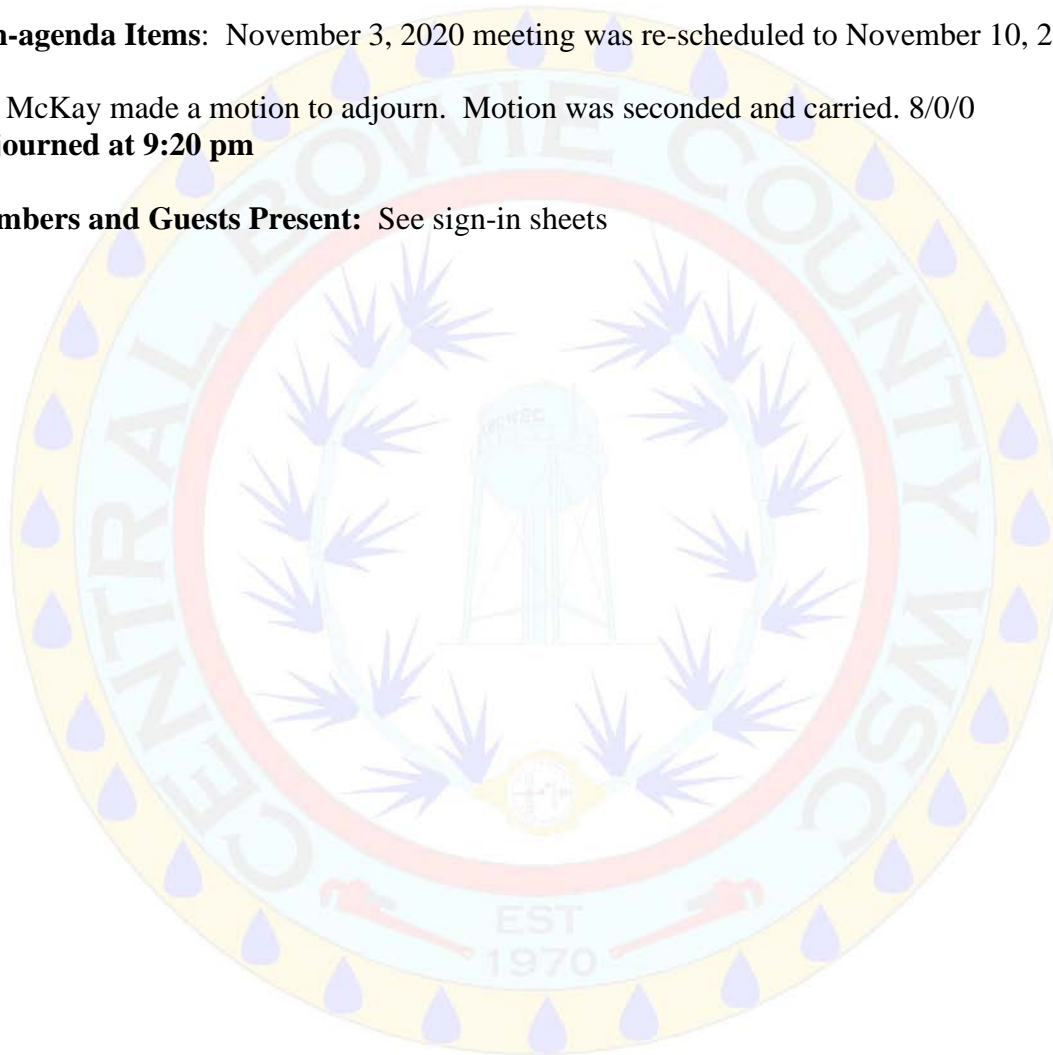 n-agenda Items: November 3, 2020 meeting was re-scheduled to November 10, 2
McKay made a motion to adjourn. Motion was seconded and carried. 8/0/0
journed at 9:20 pm
mbers and Guests Present: See sign-in sheets
CENTRAL BOWIE COUNTY WSC
EST
1970